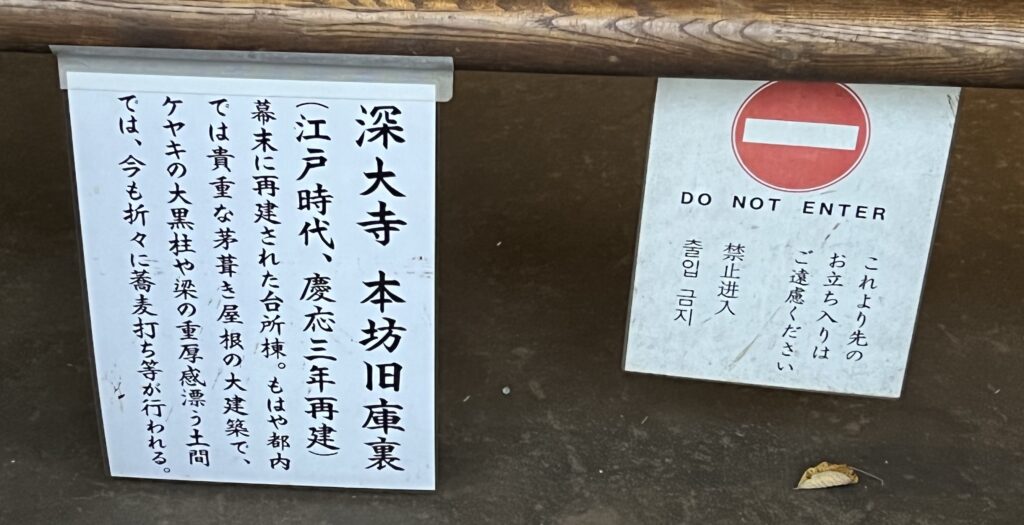 深大寺 本坊旧庫裏
（江戸時代、慶応三年再建）
幕末に再建された台所棟。もはや都内
では貴重な茅葺き屋根の大建築で、
ケヤキの大黒柱や梁の重厚感漂う土間
では、今も折々に蕎麦打ち等が行われる。
DO NOT ENTER
これより先の
お立ち入りは
ご遠慮ください
禁止进入
출입 금지